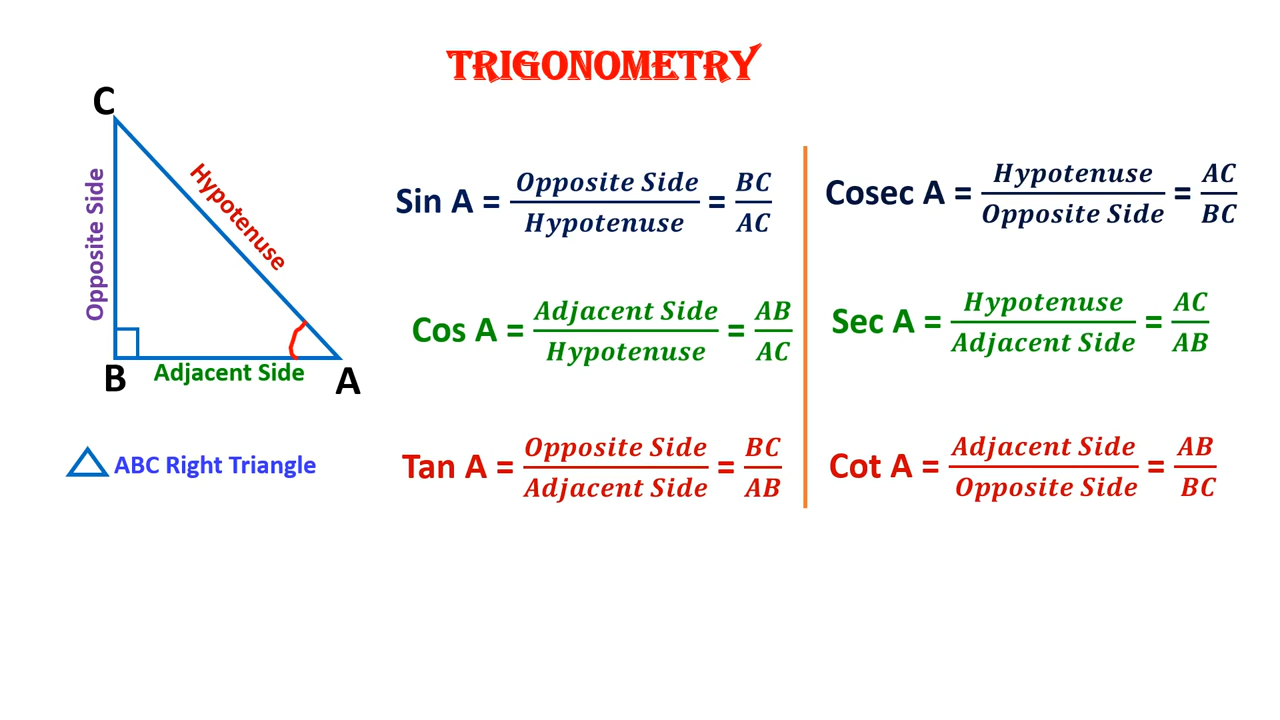 TRIGONOMETRY
C
Opposite Side
Hypotenuse
B
Adjacent Side
A
ABC Right Triangle
Sin A = Opposite Side/Hypotenuse = BC/AC
Cosec A = Hypotenuse/Opposite Side = AC/BC
Cos A = Adjacent Side/Hypotenuse = AB/AC
Sec A = Hypotenuse/Adjacent Side = AC/AB
Tan A = Opposite Side/Adjacent Side = BC/AB
Cot A = Adjacent Side/Opposite Side = AB/BC